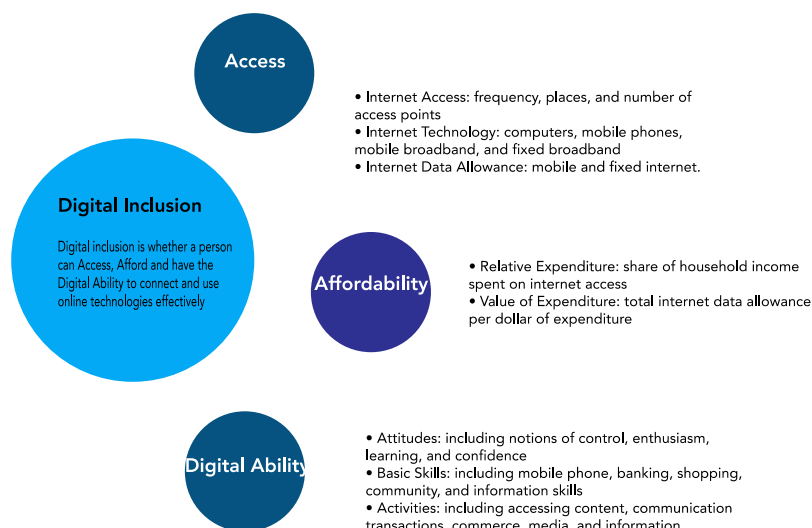 Access
• Internet Access: frequency, places, and number of
access points
• Internet Technology: computers, mobile phones,
mobile broadband, and fixed broadband
• Internet Data Allowance: mobile and fixed internet.
Digital Inclusion
Digital inclusion is whether a person
can Access, Afford and have the
Digital Ability to connect and use
online technologies effectively
Affordability
• Relative Expenditure: share of household income
spent on internet access
• Value of Expenditure: total internet data allowance
per dollar of expenditure
Digital Ability
• Attitudes: including notions of control, enthusiasm,
learning, and confidence
• Basic Skills: including mobile phone, banking, shopping,
community, and information skills
• Activities: including accessing content, communication
transactions, commerce, media, and information